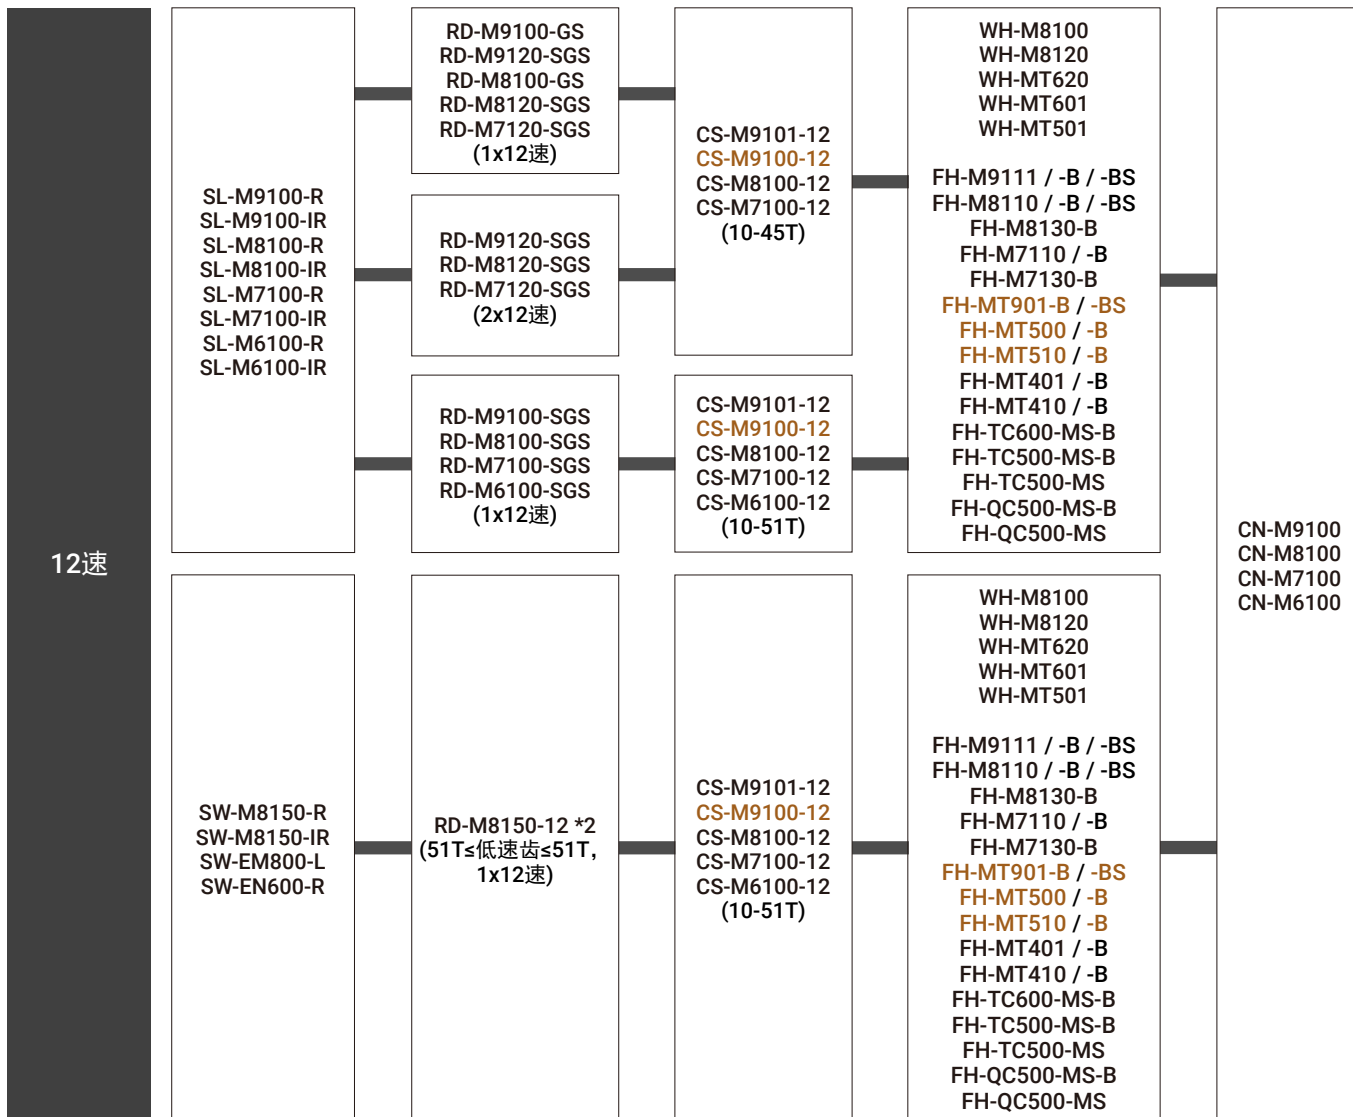 12速
SL-M9100-R
SL-M9100-IR
SL-M8100-R
SL-M8100-IR
SL-M7100-R
SL-M7100-IR
SL-M6100-R
SL-M6100-IR
RD-M9100-GS
RD-M9120-SGS
RD-M8100-GS
RD-M8120-SGS
RD-M7120-SGS
(1x12速)
RD-M9120-SGS
RD-M8120-SGS
RD-M7120-SGS
(2x12速)
CS-M9101-12
CS-M9100-12
CS-M8100-12
CS-M7100-12
(10-45T)
RD-M9100-SGS
RD-M8100-SGS
RD-M7100-SGS
RD-M6100-SGS
(1x12速)
CS-M9101-12
CS-M9100-12
CS-M8100-12
CS-M7100-12
CS-M6100-12
(10-51T)
WH-M8100
WH-M8120
WH-MT620
WH-MT601
WH-MT501
FH-M9111 / -B / -BS
FH-M8110 / -B / -BS
FH-M8130-B
FH-M7110 / -B
FH-M7130-B
FH-MT901-B / -BS
FH-MT500 / -B
FH-MT510 / -B
FH-MT401 / -B
FH-MT410 / -B
FH-TC600-MS-B
FH-TC500-MS-B
FH-TC500-MS
FH-QC500-MS-B
FH-QC500-MS
SW-M8150-R
SW-M8150-IR
SW-EM800-L
SW-EN600-R
RD-M8150-12 *2
(51T≤低速齿≤51T,
1x12速)
CS-M9101-12
CS-M9100-12
CS-M8100-12
CS-M7100-12
CS-M6100-12
(10-51T)
WH-M8100
WH-M8120
WH-MT620
WH-MT601
WH-MT501
FH-M9111 / -B / -BS
FH-M8110 / -B / -BS
FH-M8130-B
FH-M7110 / -B
FH-M7130-B
FH-MT901-B / -BS
FH-MT500 / -B
FH-MT510 / -B
FH-MT401 / -B
FH-MT410 / -B
FH-TC600-MS-B
FH-TC500-MS-B
FH-TC500-MS
FH-QC500-MS-B
FH-QC500-MS
CN-M9100
CN-M8100
CN-M7100
CN-M6100